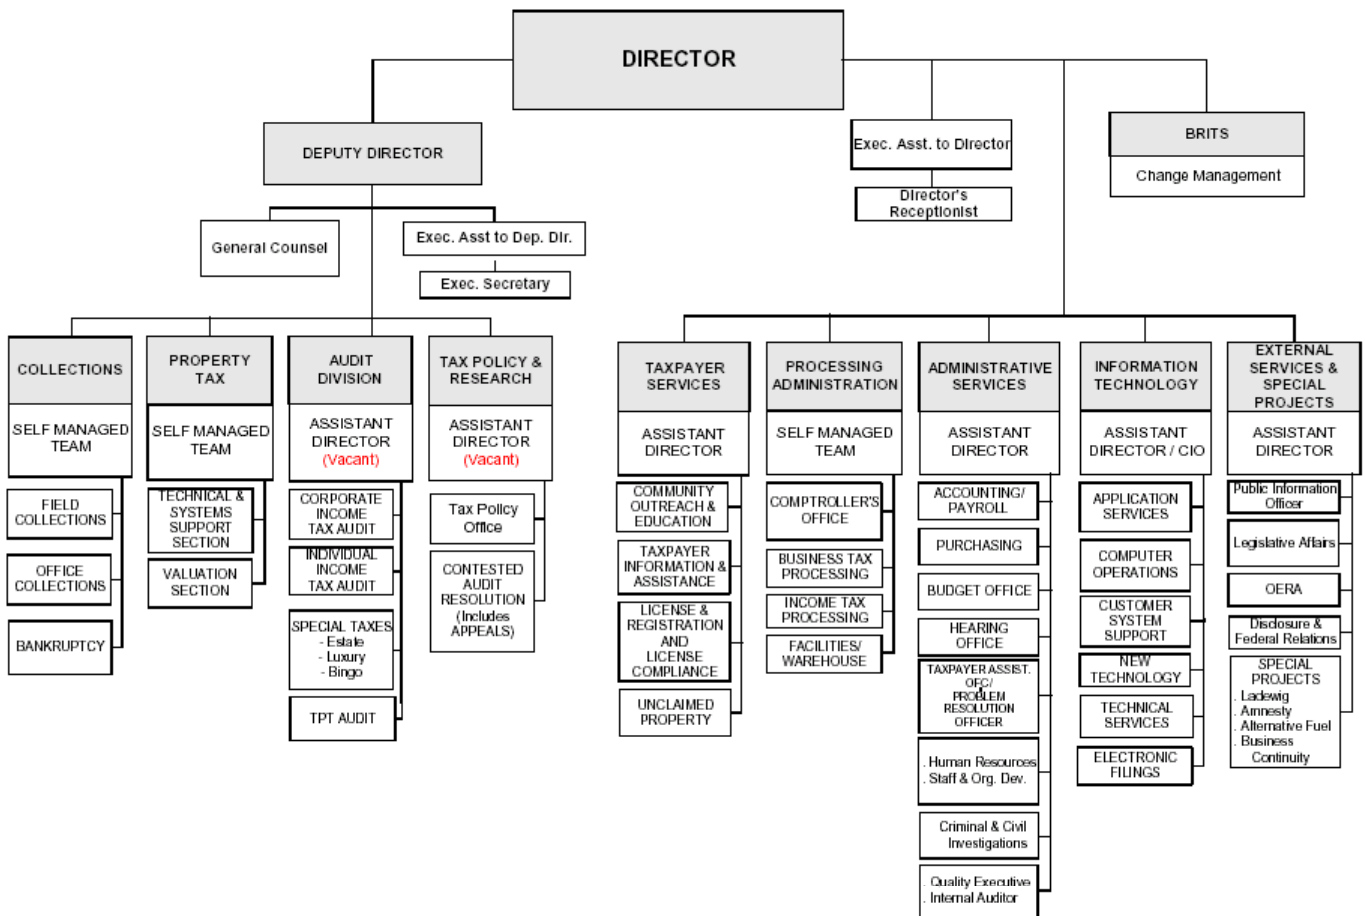 DIRECTOR
DEPUTY DIRECTOR
Exec. Asst. to Director
Director's
Receptionist
BRITS
Change Management
General Counsel
Exec. Asst to Dep. Dir.
Exec. Secretary
COLLECTIONS
SELF MANAGED
TEAM
FIELD
COLLECTIONS
OFFICE
COLLECTIONS
BANKRUPTCY
PROPERTY
TAX
SELF MANAGED
TEAM
TECHNICAL &
SYSTEMS
SUPPORT
SECTION
VALUATION
SECTION
AUDIT
DIVISION
ASSISTANT
DIRECTOR
(Vacant)
CORPORATE
INCOME
TAX AUDIT
INDIVIDUAL
INCOME
TAX AUDIT
SPECIAL TAXES
- Estate
- Luxury
- Bingo
TPT AUDIT
TAX POLICY &
RESEARCH
ASSISTANT
DIRECTOR
(Vacant)
Tax Policy
Office
CONTESTED
AUDIT
RESOLUTION
(Includes
APPEALS)
TAXPAYER
SERVICES
ASSISTANT
DIRECTOR
COMMUNITY
OUTREACH &
EDUCATION
TAXPAYER
INFORMATION &
ASSISTANCE
LICENSE &
REGISTRATION
AND
LICENSE
COMPLIANCE
UNCLAIMED
PROPERTY
PROCESSING
ADMINISTRATION
SELF MANAGED
TEAM
COMPTROLLER'S
OFFICE
BUSINESS TAX
PROCESSING
INCOME TAX
PROCESSING
FACILITIES/
WAREHOUSE
ADMINISTRATIVE
SERVICES
ASSISTANT
DIRECTOR
ACCOUNTING/
PAYROLL
PURCHASING
BUDGET OFFICE
HEARING
OFFICE
TAXPAYER ASSIST.
OFC/
PROBLEM
RESOLUTION
OFFICER
. Human Resources
. Staff & Org. Dev.
Criminal & Civil
Investigations
. Quality Executive
. Internal Auditor
INFORMATION
TECHNOLOGY
ASSISTANT
DIRECTOR / CIO
APPLICATION
SERVICES
COMPUTER
OPERATIONS
CUSTOMER
SYSTEM
SUPPORT
NEW
TECHNOLOGY
TECHNICAL
SERVICES
ELECTRONIC
FILINGS
EXTERNAL
SERVICES &
SPECIAL
PROJECTS
ASSISTANT
DIRECTOR
Public Information
Officer
Legislative Affairs
OERA
Disclosure &
Federal Relations
SPECIAL
PROJECTS
. Ladewig
. Amnesty
. Alternative Fuel
. Business
Continuity